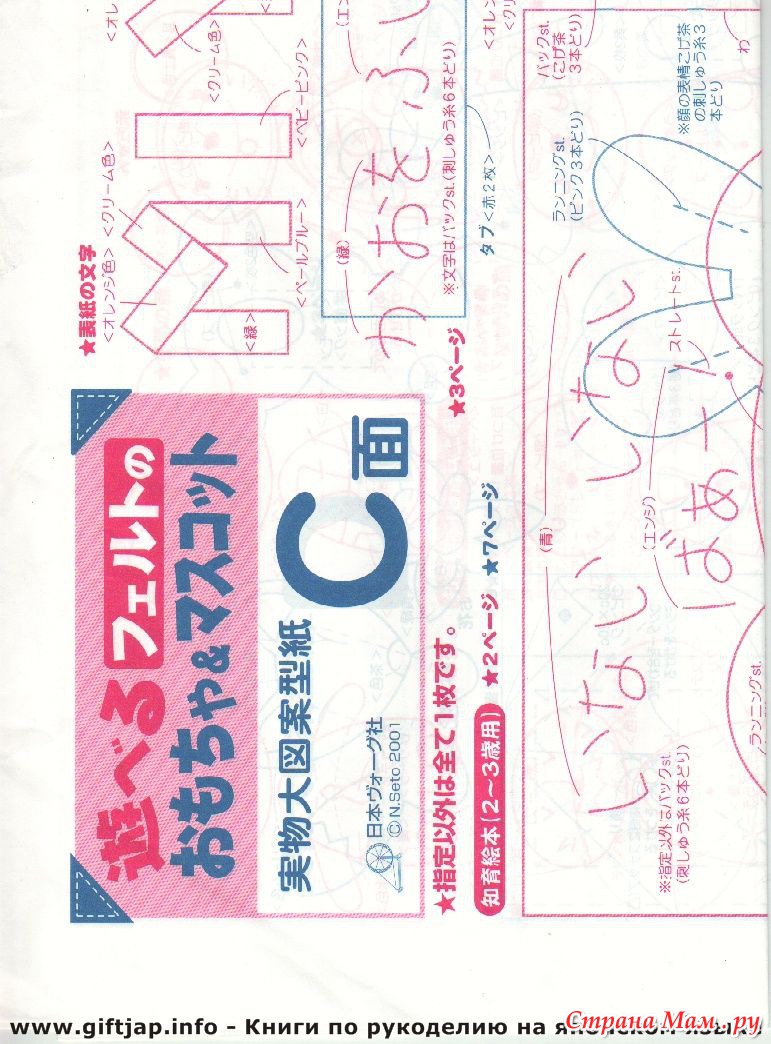 遊べるフェルトの
おもちゃ&マスコット
実物大図案型紙
C面
日本ヴォーグ社
©N.Seto 2001
★指定以外は全て1枚です。
知育絵本(2~3歳用) ★2ページ ★7ページ
★3ページ
★表紙の文字
<オレンジ色>
<クリーム色>
<緑>
<ペールブルー>
<ベビーピンク>
<クリーム色>
(緑)
かおをふ
※文字はバックst.(刺しゅう糸6本どり)
タブ<赤2枚>
(青)
いない いない
(エンジ)
ばあー
ストレートst.
ランニングst.
(ピンク3本どり)
バックst.
(こげ茶
3本どり)
※顔の表情こげ茶
の刺しゅう糸3
本どり
わ
ランニングst.
※指定以外はバックst.
(刺しゅう糸6本どり)
www.giftjap.info - Книги по рукоделию на японском языке
Страна Мам.ру